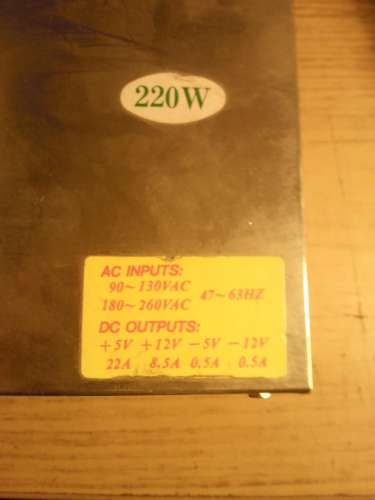 220W
AC INPUTS:
90~130VAC
47~63HZ
180~260VAC
DC OUTPUTS:
+5V +12V -5V -12V
22A 8.5A 0.5A 0.5A